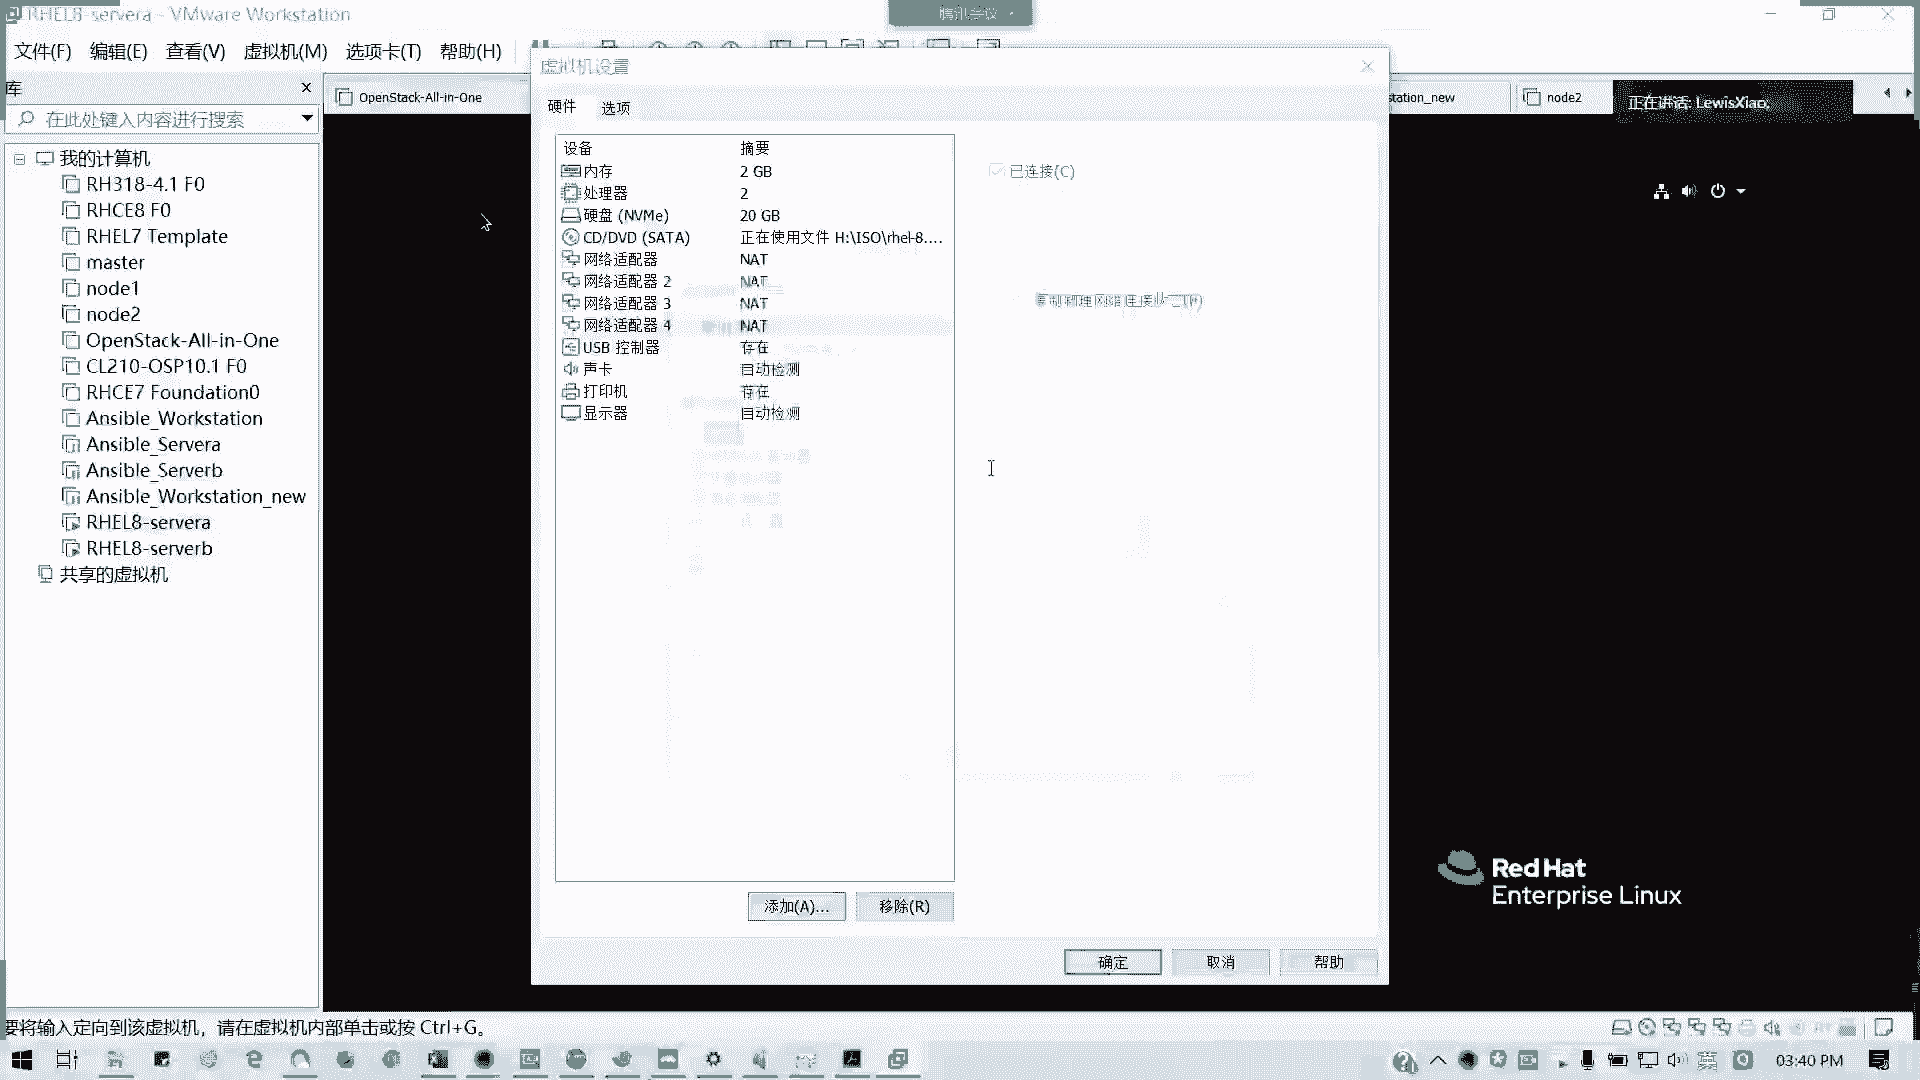 RHEL8-servera - VMware Workstation
腾讯会议
文件(F) 编辑(E) 查看(V) 虚拟机(M) 选项卡(T) 帮助(H)
库
在此处键入内容进行搜索
我的计算机
RH318-4.1 F0
RHCE8 F0
RHEL7 Template
master
node1
node2
OpenStack-All-in-One
CL210-OSP10.1 F0
RHCE7 Foundation0
Ansible_Workstation
Ansible_Servera
Ansible_Serverb
Ansible_Workstation_new
RHEL8-servera
RHEL8-serverb
共享的虚拟机
OpenStack-All-in-One
station_new
node2
正在讲话: LewisXiao,
虚拟机设置
硬件 选项
设备 摘要
内存 2 GB
处理器 2
硬盘 (NVMe) 20 GB
CD/DVD (SATA) 正在使用文件 H:\ISO\rhel-8....
网络适配器 NAT
网络适配器 2 NAT
网络适配器 3 NAT
网络适配器 4 NAT
USB 控制器 存在
声卡 自动检测
打印机 存在
显示器 自动检测
已连接(C)
复制物理网络连接状态(P)
添加(A)... 移除(R)
确定 取消 帮助
Red Hat
Enterprise Linux
要将输入定向到该虚拟机，请在虚拟机内部单击或按 Ctrl+G。
英
03:40 PM